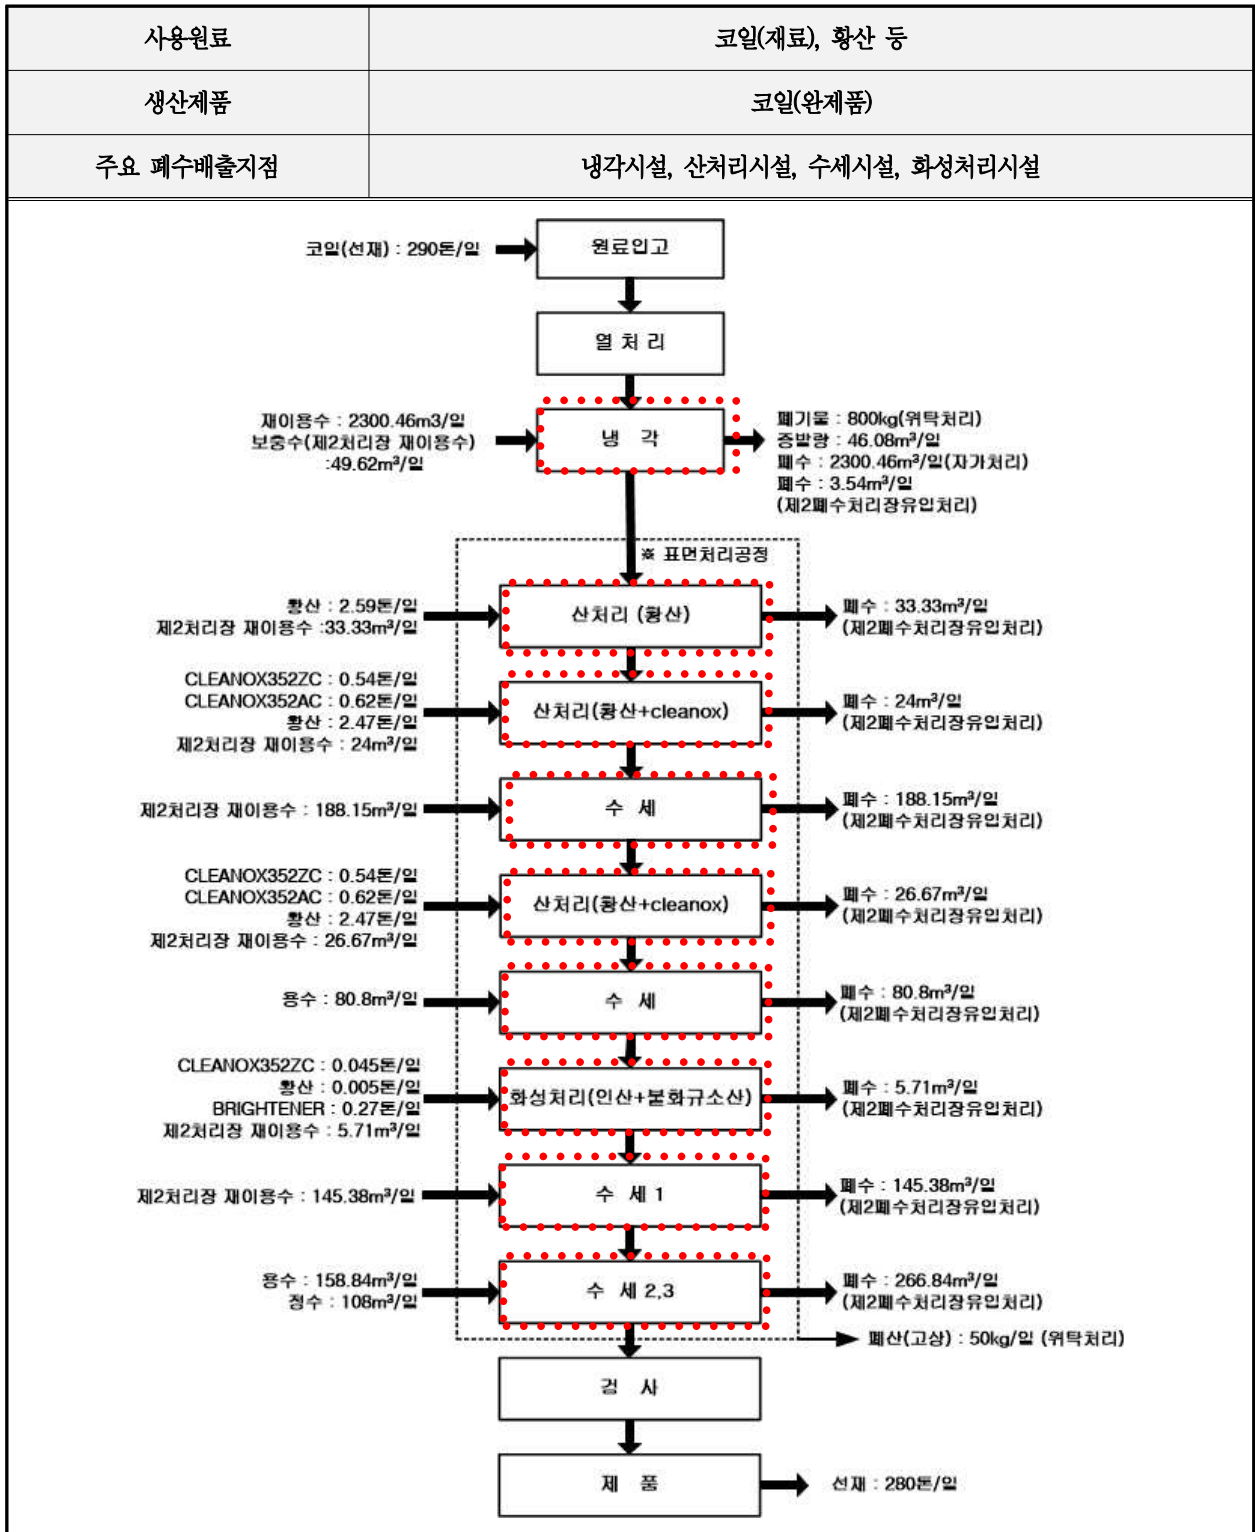 사용원료
코일(재료), 황산 등
생산제품
코일(완제품)
주요 폐수배출지점
냉각시설, 산처리시설, 수세시설, 화성처리시설
코일(선재) : 290톤/일
원료입고
열 처 리
재이용수 : 2300.46m3/일
보충수(제2처리장 재이용수)
:49.62m³/일
냉 각
폐기물 : 800kg(위탁처리)
증발량 : 46.08m³/일
폐수 : 2300.46m³/일(자가처리)
폐수 : 3.54m³/일
(제2폐수처리장유입처리)
※ 표면처리공정
황산 : 2.59톤/일
제2처리장 재이용수 :33.33m³/일
산처리 (황산)
폐수 : 33.33m³/일
(제2폐수처리장유입처리)
CLEANOX352ZC : 0.54톤/일
CLEANOX352AC : 0.62톤/일
황산 : 2.47톤/일
제2처리장 재이용수 : 24m³/일
산처리(황산+cleanox)
폐수 : 24m³/일
(제2폐수처리장유입처리)
제2처리장 재이용수 : 188.15m³/일
수 세
폐수 : 188.15m³/일
(제2폐수처리장유입처리)
CLEANOX352ZC : 0.54톤/일
CLEANOX352AC : 0.62톤/일
황산 : 2.47톤/일
제2처리장 재이용수 : 26.67m³/일
산처리(황산+cleanox)
폐수 : 26.67m³/일
(제2폐수처리장유입처리)
용수 : 80.8m³/일
수 세
폐수 : 80.8m³/일
(제2폐수처리장유입처리)
CLEANOX352ZC : 0.045톤/일
황산 : 0.005톤/일
BRIGHTENER : 0.27톤/일
제2처리장 재이용수 : 5.71m³/일
화성처리(인산+불화규소산)
폐수 : 5.71m³/일
(제2폐수처리장유입처리)
제2처리장 재이용수 : 145.38m³/일
수 세 1
폐수 : 145.38m³/일
(제2폐수처리장유입처리)
용수 : 158.84m³/일
정수 : 108m³/일
수 세 2,3
폐수 : 266.84m³/일
(제2폐수처리장유입처리)
폐산(고상) : 50kg/일 (위탁처리)
검 사
제 품
선재 : 280톤/일